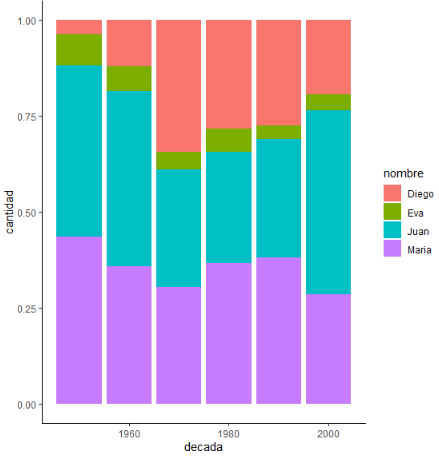 1.00
0.75
0.50
0.25
0.00
cantidad
1960 1980 2000
decada
nombre
Diego
Eva
Juan
Maria